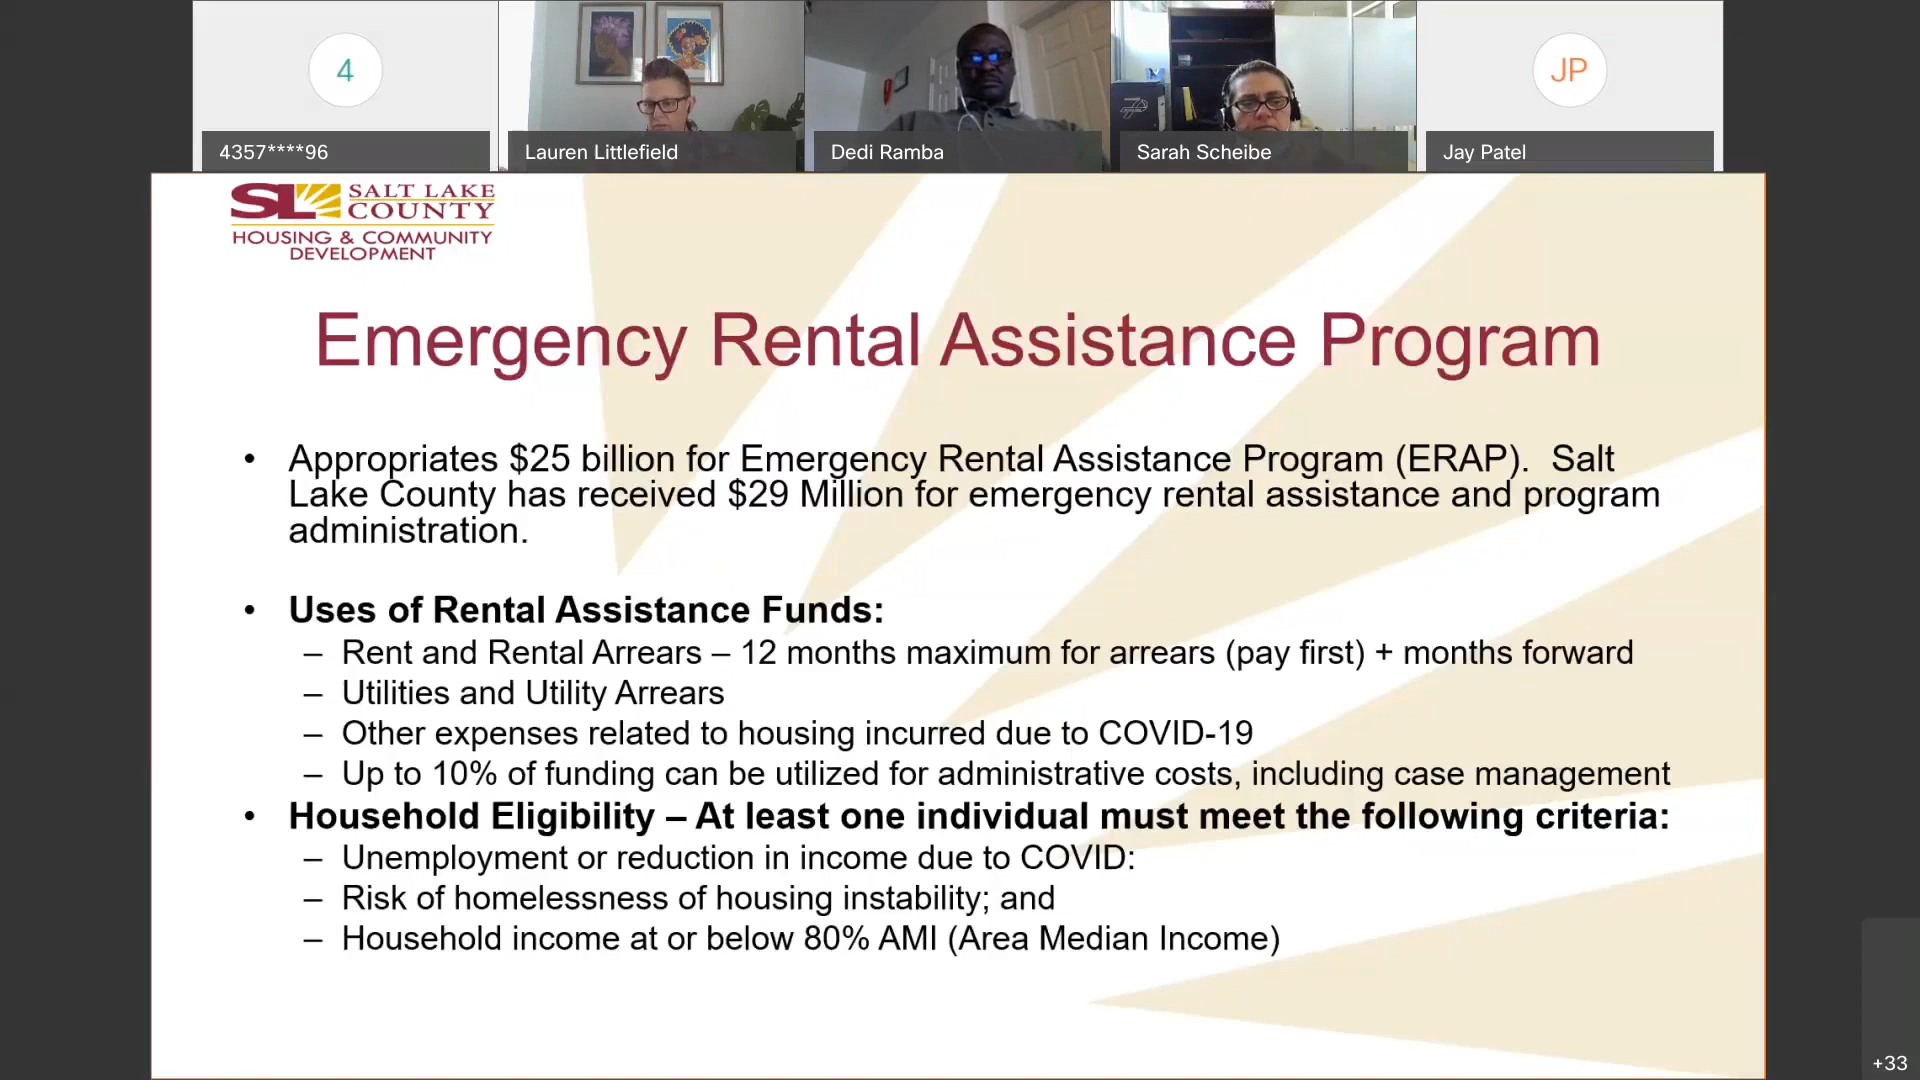 4
JP
4357****96
Lauren Littlefield
Dedi Ramba
Sarah Scheibe
Jay Patel
SL SALT LAKE
COUNTY
HOUSING & COMMUNITY
DEVELOPMENT
Emergency Rental Assistance Program
• Appropriates $25 billion for Emergency Rental Assistance Program (ERAP).  Salt
Lake County has received $29 Million for emergency rental assistance and program
administration.
• Uses of Rental Assistance Funds:
– Rent and Rental Arrears – 12 months maximum for arrears (pay first) + months forward
– Utilities and Utility Arrears
– Other expenses related to housing incurred due to COVID-19
– Up to 10% of funding can be utilized for administrative costs, including case management
• Household Eligibility – At least one individual must meet the following criteria:
– Unemployment or reduction in income due to COVID:
– Risk of homelessness of housing instability; and
– Household income at or below 80% AMI (Area Median Income)
+33